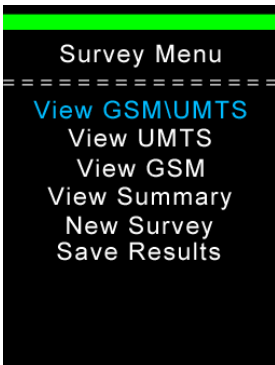 Survey Menu
===============
View GSM\UMTS
View UMTS
View GSM
View Summary
New Survey
Save Results